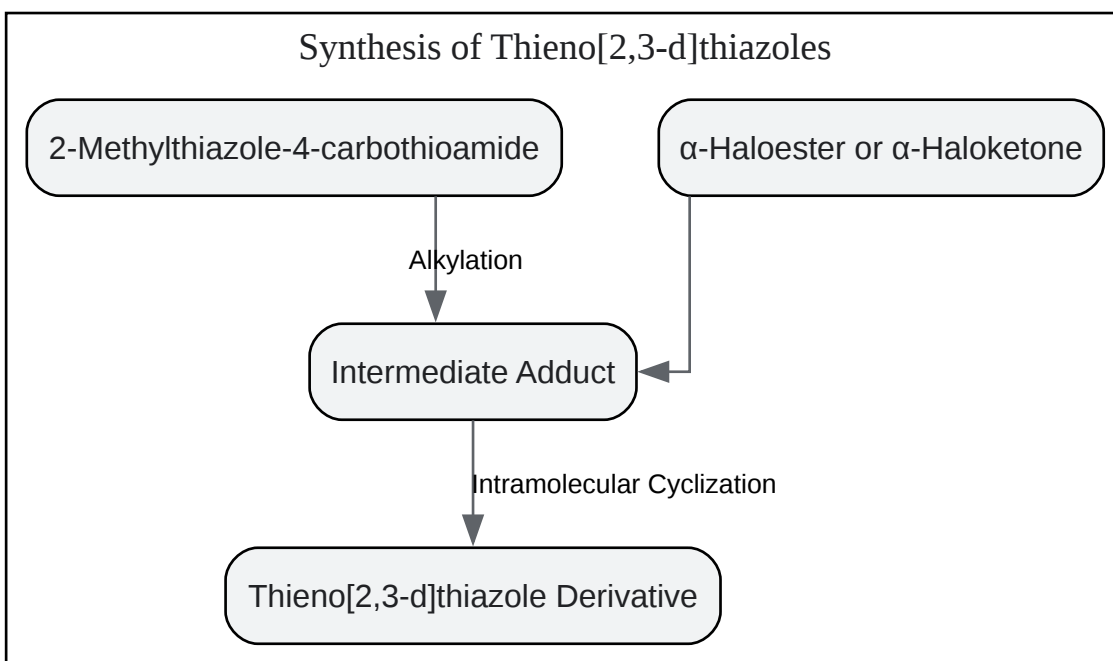 Synthesis of Thieno[2,3-d]thiazoles
2-Methylthiazole-4-carbothioamide
α-Haloester or α-Haloketone
Alkylation
Intermediate Adduct
Intramolecular Cyclization
Thieno[2,3-d]thiazole Derivative